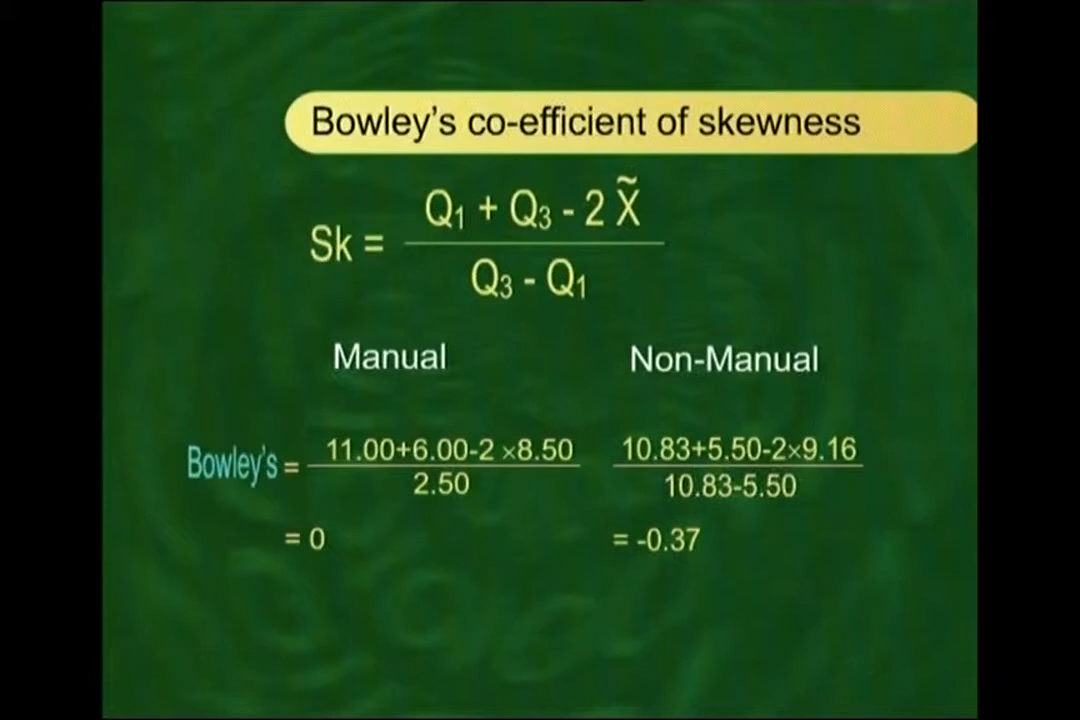 Bowley's co-efficient of skewness
Sk = Q₁ + Q₃ - 2 X̃ / Q₃ - Q₁
Manual Non-Manual
Bowley's = 11.00+6.00-2 ×8.50 / 2.50 10.83+5.50-2×9.16 / 10.83-5.50
= 0 = -0.37